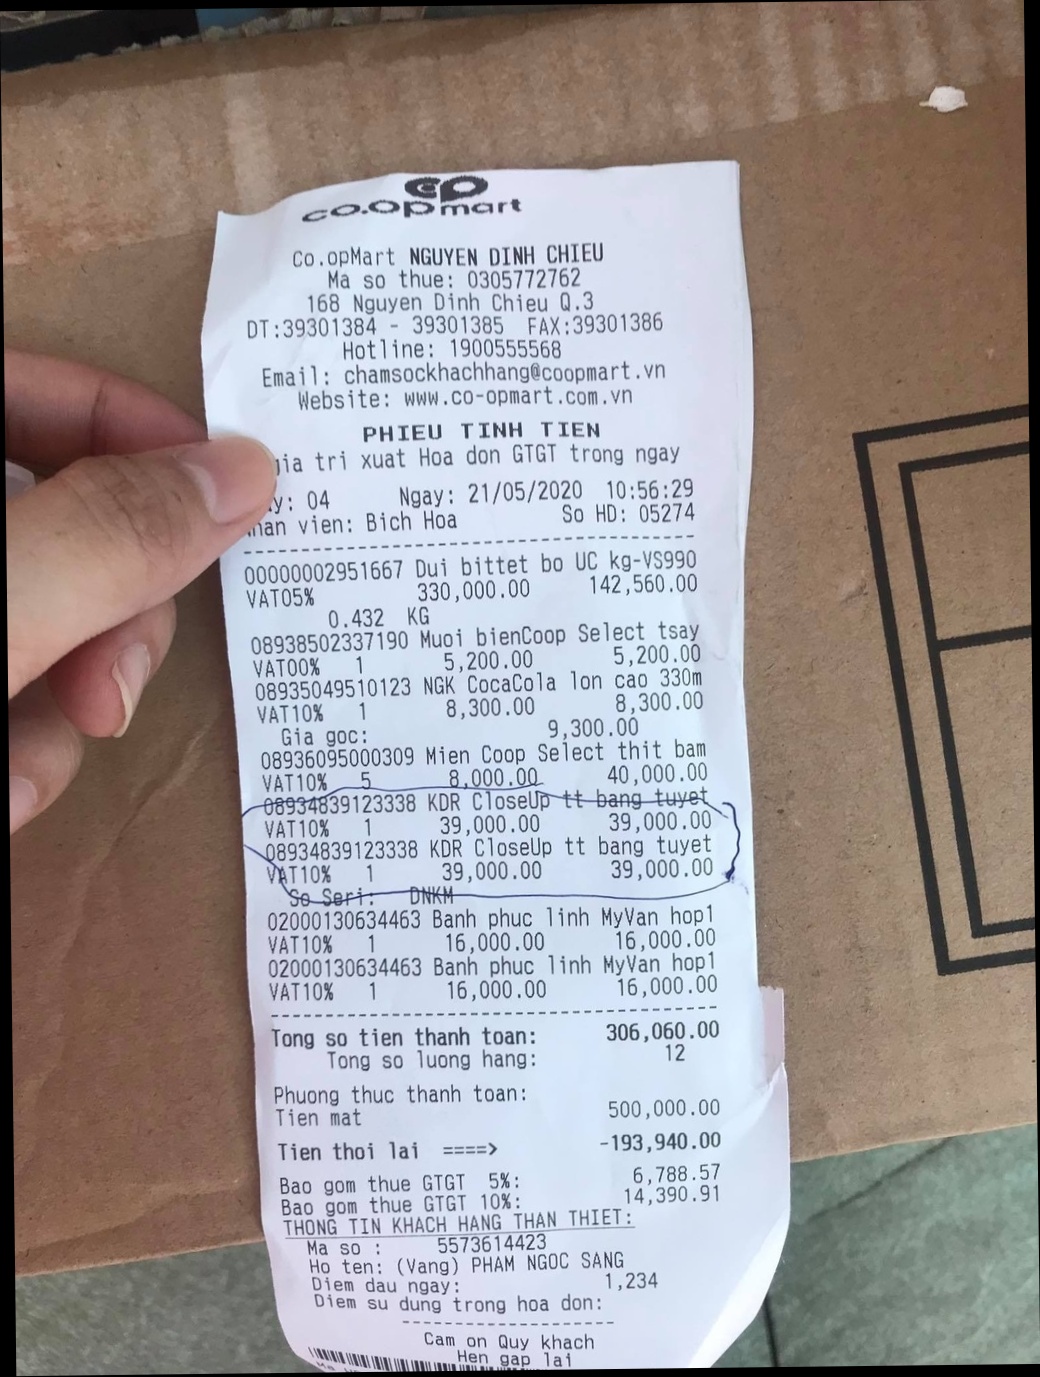 co.opmart
Co.opMart NGUYEN DINH CHIEU
Ma so thue: 0305772762
168 Nguyen Dinh Chieu Q.3
DT:39301384 - 39301385 FAX:39301386
Hotline: 1900555568
Email: chamsockhachhang@coopmart.vn
Website: www.co-opmart.com.vn
PHIEU TINH TIEN
gia tri xuat Hoa don GTGT trong ngay
04 Ngay: 21/05/2020 10:56:29
vien: Bich Hoa So HD: 05274
00000002951667 Dui bittet bo UC kg-VS990
VAT05% 330,000.00 142,560.00
0.432 KG
08938502337190 Muoi bienCoop Select tsay
VAT00% 1 5,200.00 5,200.00
08935049510123 NGK CocaCola lon cao 330m
VAT10% 1 8,300.00 8,300.00
Gia goc: 9,300.00
08936095000309 Mien Coop Select thit bam
VAT10% 5 8,000.00 40,000.00
08934839123338 KDR CloseUp tt bang tuyet
VAT10% 1 39,000.00 39,000.00
08934839123338 KDR CloseUp tt bang tuyet
VAT10% 1 39,000.00 39,000.00
So Seri: DNKM
02000130634463 Banh phuc linh MyVan hop1
VAT10% 1 16,000.00 16,000.00
02000130634463 Banh phuc linh MyVan hop1
VAT10% 1 16,000.00 16,000.00
Tong so tien thanh toan: 306,060.00
Tong so luong hang: 12
Phuong thuc thanh toan:
Tien mat 500,000.00
Tien thoi lai ====> -193,940.00
Bao gom thue GTGT 5%: 6,788.57
Bao gom thue GTGT 10%: 14,390.91
THONG TIN KHACH HANG THAN THIET:
Ma so : 5573614423
Ho ten: (Vang) PHAM NGOC SANG
Diem dau ngay: 1,234
Diem su dung trong hoa don:
Cam on Quy khach
Hen gap lai